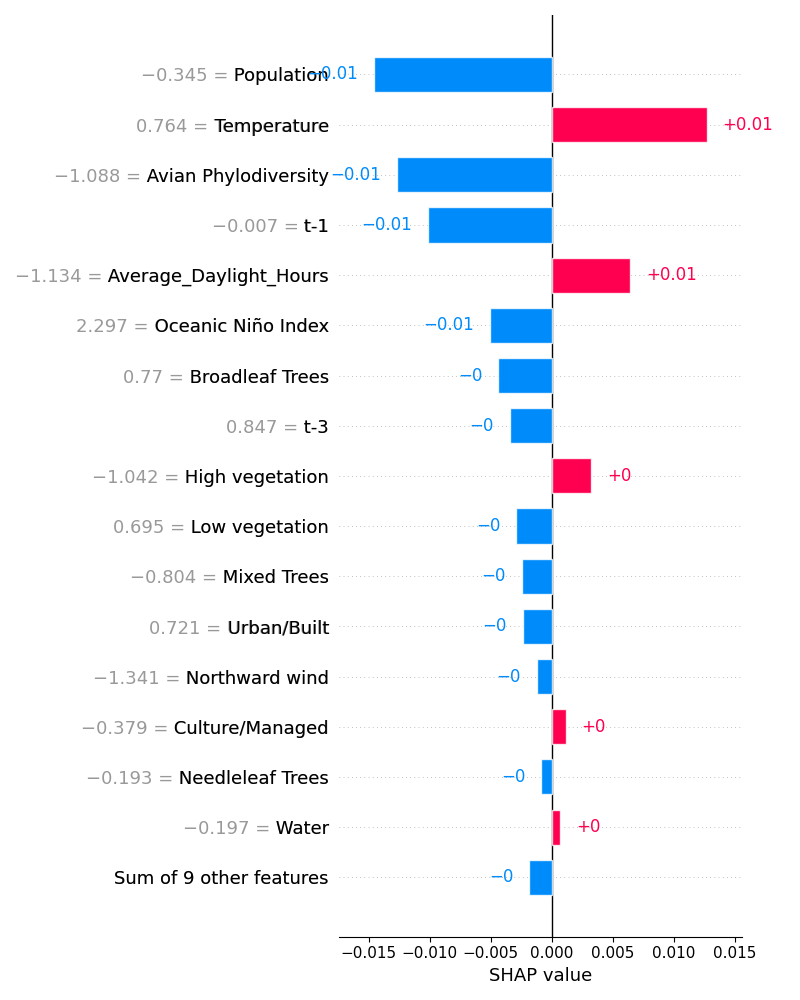 −0.345 = Population −0.01
0.764 = Temperature +0.01
−1.088 = Avian Phylodiversity −0.01
−0.007 = t-1 −0.01
−1.134 = Average_Daylight_Hours +0.01
2.297 = Oceanic Niño Index −0.01
0.77 = Broadleaf Trees −0
0.847 = t-3 −0
−1.042 = High vegetation +0
0.695 = Low vegetation −0
−0.804 = Mixed Trees −0
0.721 = Urban/Built −0
−1.341 = Northward wind −0
−0.379 = Culture/Managed +0
−0.193 = Needleleaf Trees −0
−0.197 = Water +0
Sum of 9 other features −0
−0.015 −0.010 −0.005 0.000 0.005 0.010 0.015
SHAP value